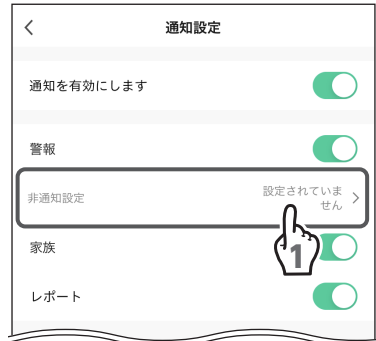 通知設定
通知を有効にします
警報
非通知設定
設定されていま
せん
1
家族
レポート